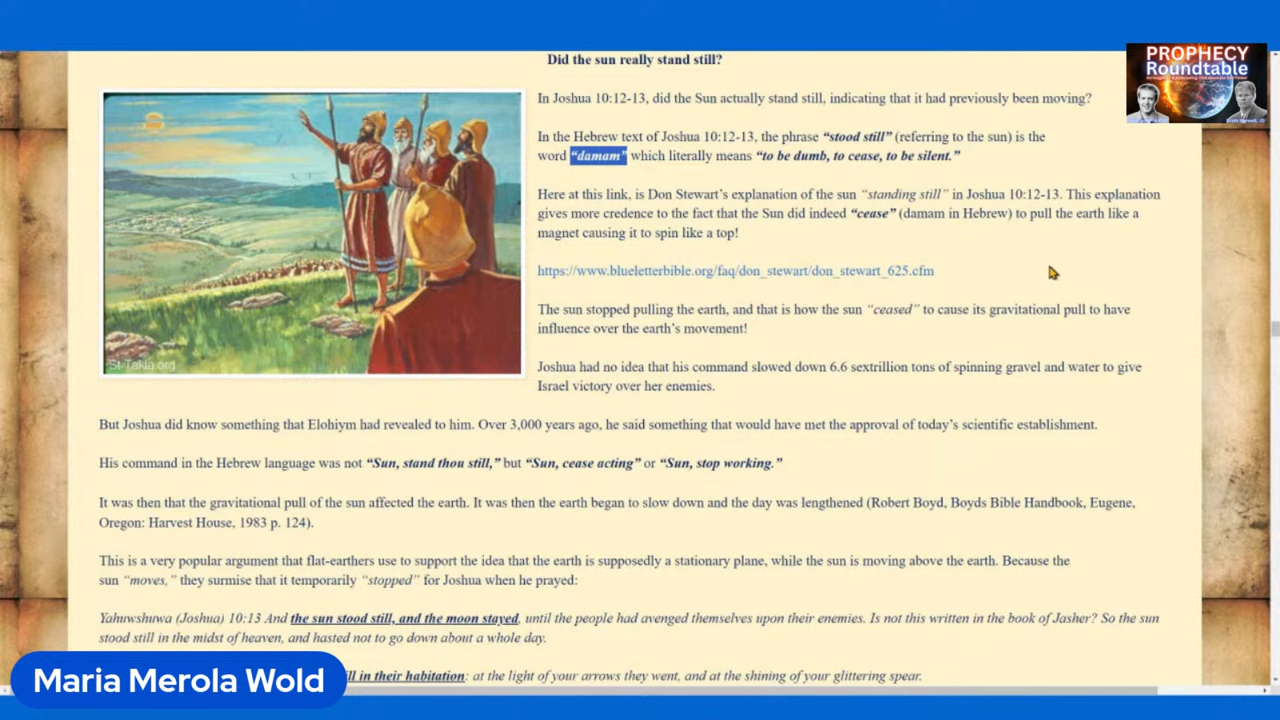 Did the sun really stand still?
PROPHECY
Roundtable
In Joshua 10:12-13, did the Sun actually stand still, indicating that it had previously been moving?
In the Hebrew text of Joshua 10:12-13, the phrase “stood still” (referring to the sun) is the
word “damam” which literally means “to be dumb, to cease, to be silent.”
Here at this link, is Don Stewart’s explanation of the sun “standing still” in Joshua 10:12-13. This explanation
gives more credence to the fact that the Sun did indeed “cease” (damam in Hebrew) to pull the earth like a
magnet causing it to spin like a top!
https://www.blueletterbible.org/faq/don_stewart/don_stewart_625.cfm
The sun stopped pulling the earth, and that is how the sun “ceased” to cause its gravitational pull to have
influence over the earth’s movement!
St-Takla.org
Joshua had no idea that his command slowed down 6.6 sextrillion tons of spinning gravel and water to give
Israel victory over her enemies.
But Joshua did know something that Elohiym had revealed to him. Over 3,000 years ago, he said something that would have met the approval of today’s scientific establishment.
His command in the Hebrew language was not “Sun, stand thou still,” but “Sun, cease acting” or “Sun, stop working.”
It was then that the gravitational pull of the sun affected the earth. It was then the earth began to slow down and the day was lengthened (Robert Boyd, Boyds Bible Handbook, Eugene,
Oregon: Harvest House, 1983 p. 124).
This is a very popular argument that flat-earthers use to support the idea that the earth is supposedly a stationary plane, while the sun is moving above the earth. Because the
sun “moves,” they surmise that it temporarily “stopped” for Joshua when he prayed:
Yahuwshuwa (Joshua) 10:13 And the sun stood still, and the moon stayed, until the people had avenged themselves upon their enemies. Is not this written in the book of Jasher? So the sun
stood still in the midst of heaven, and hasted not to go down about a whole day.
ill in their habitation: at the light of your arrows they went, and at the shining of your glittering spear.
Maria Merola Wold